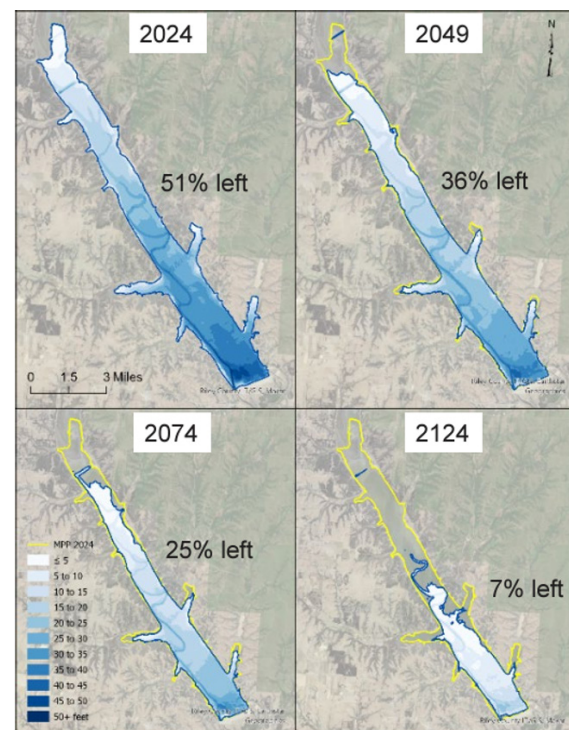 2024
2049
N
51% left
36% left
0 1.5 3 Miles
2074
2124
25% left
7% left
MPP 2024
≤ 5
5 to 10
10 to 15
15 to 20
20 to 25
25 to 30
30 to 35
35 to 40
40 to 45
45 to 50
50+ feet